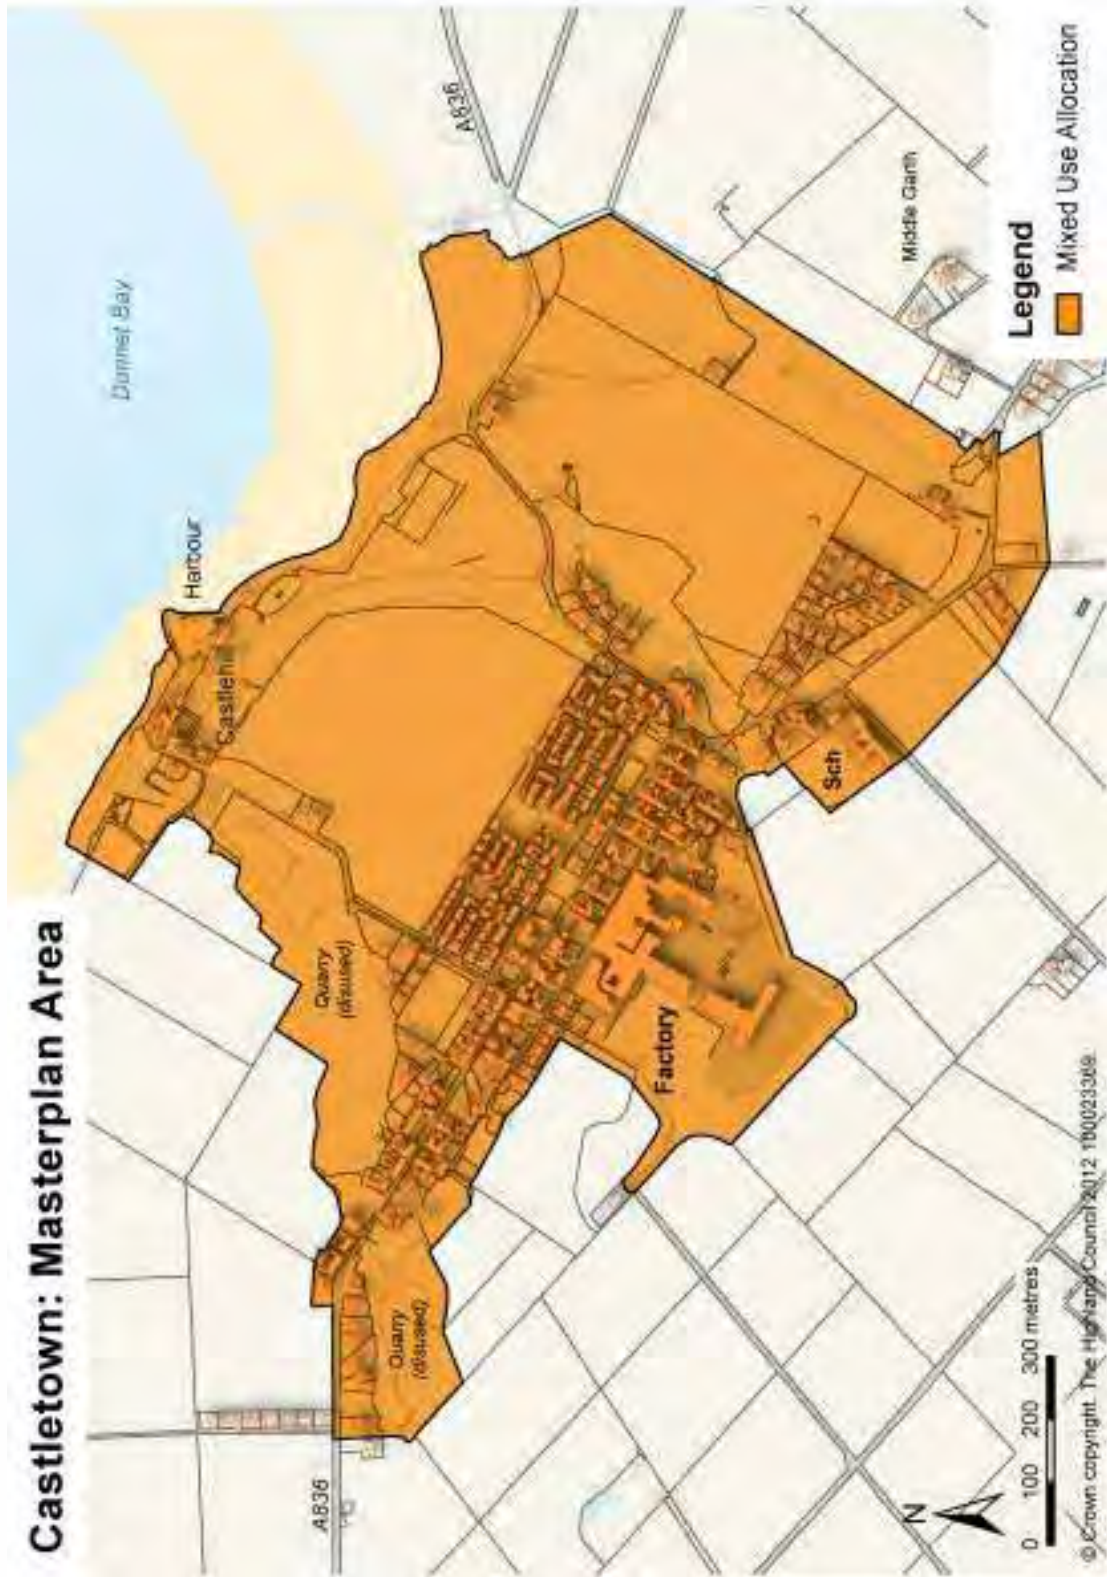 Castletown: Masterplan Area
Dunnet Bay
Harbour
Castlehill
A836
Quarry
(disused)
Quarry
(disused)
A836
Factory
Sch
Middle Garth
Legend
Mixed Use Allocation
N
0 100 200 300 metres
© Crown copyright. The Highland Council 2012 100023369.